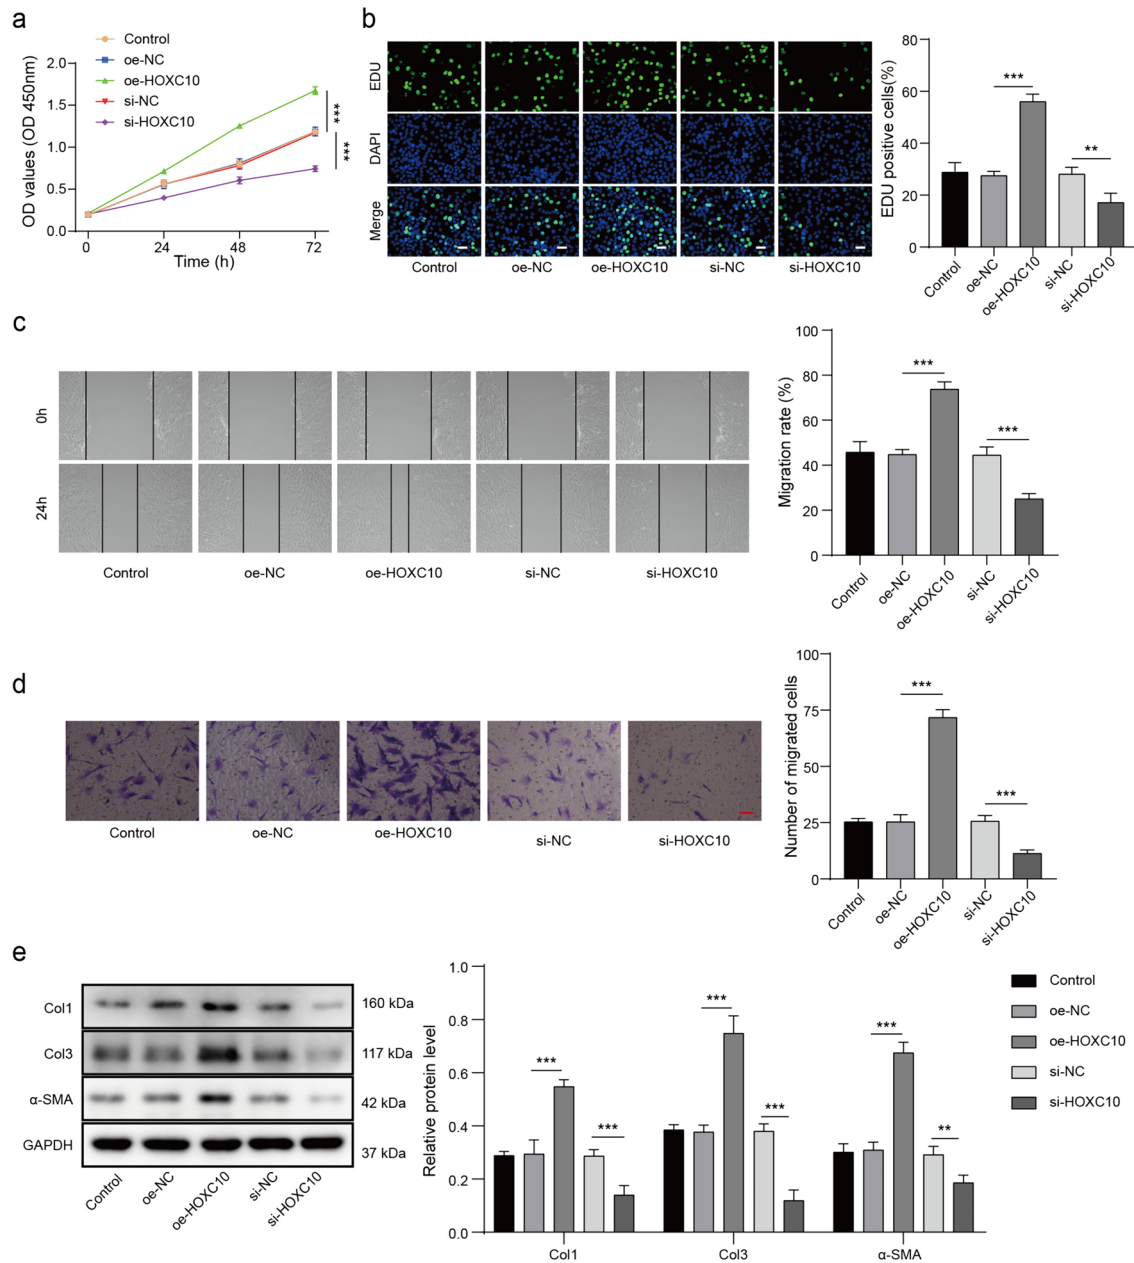 a
Control
oe-NC
oe-HOXC10
si-NC
si-HOXC10
OD values (OD 450nm)
2.0
1.5
1.0
0.5
0.0
0
24
48
72
Time (h)
***
***
b
EDU
DAPI
Merge
Control
oe-NC
oe-HOXC10
si-NC
si-HOXC10
EDU positive cells(%)
80
60
40
20
0
***
**
Control
oe-NC
oe-HOXC10
si-NC
si-HOXC10
c
0h
24h
Control
oe-NC
oe-HOXC10
si-NC
si-HOXC10
Migration rate (%)
100
80
60
40
20
0
***
***
Control
oe-NC
oe-HOXC10
si-NC
si-HOXC10
d
Control
oe-NC
oe-HOXC10
si-NC
si-HOXC10
Number of migrated cells
100
75
50
25
0
***
***
Control
oe-NC
oe-HOXC10
si-NC
si-HOXC10
e
Col1
160 kDa
Col3
117 kDa
α-SMA
42 kDa
GAPDH
37 kDa
Control
oe-NC
oe-HOXC10
si-NC
si-HOXC10
Relative protein level
1.0
0.8
0.6
0.4
0.2
0.0
***
***
***
***
***
**
Col1
Col3
α-SMA
Control
oe-NC
oe-HOXC10
si-NC
si-HOXC10